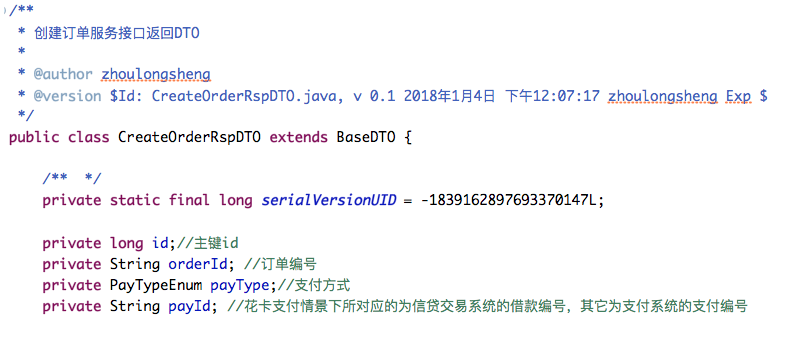 /**
 * 创建订单服务接口返回DTO
 *
 * @author zhoulongsheng
 * @version $Id: CreateOrderRspDTO.java, v 0.1 2018年1月4日 下午12:07:17 zhoulongsheng Exp $
 */
public class CreateOrderRspDTO extends BaseDTO {
    /**  */
    private static final long serialVersionUID = -1839162897693370147L;
    private long id;//主键id
    private String orderId; //订单编号
    private PayTypeEnum payType;//支付方式
    private String payId; //花卡支付情景下所对应的为信贷交易系统的借款编号，其它为支付系统的支付编号